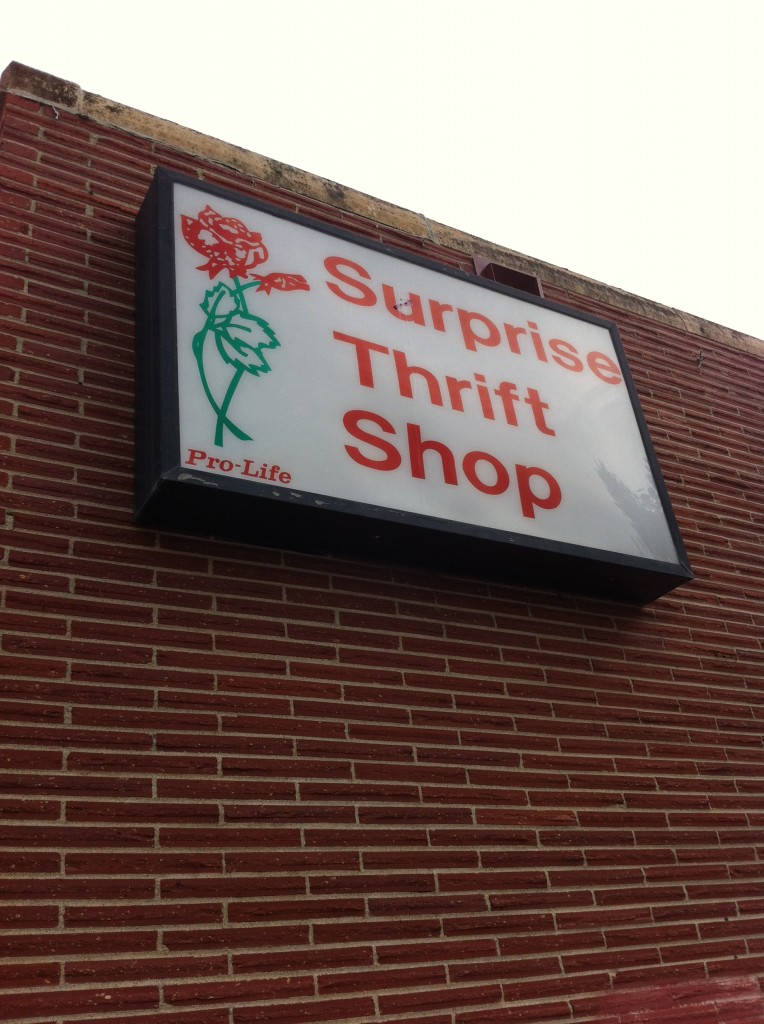 Surprise
Thrift
Shop
Pro-Life